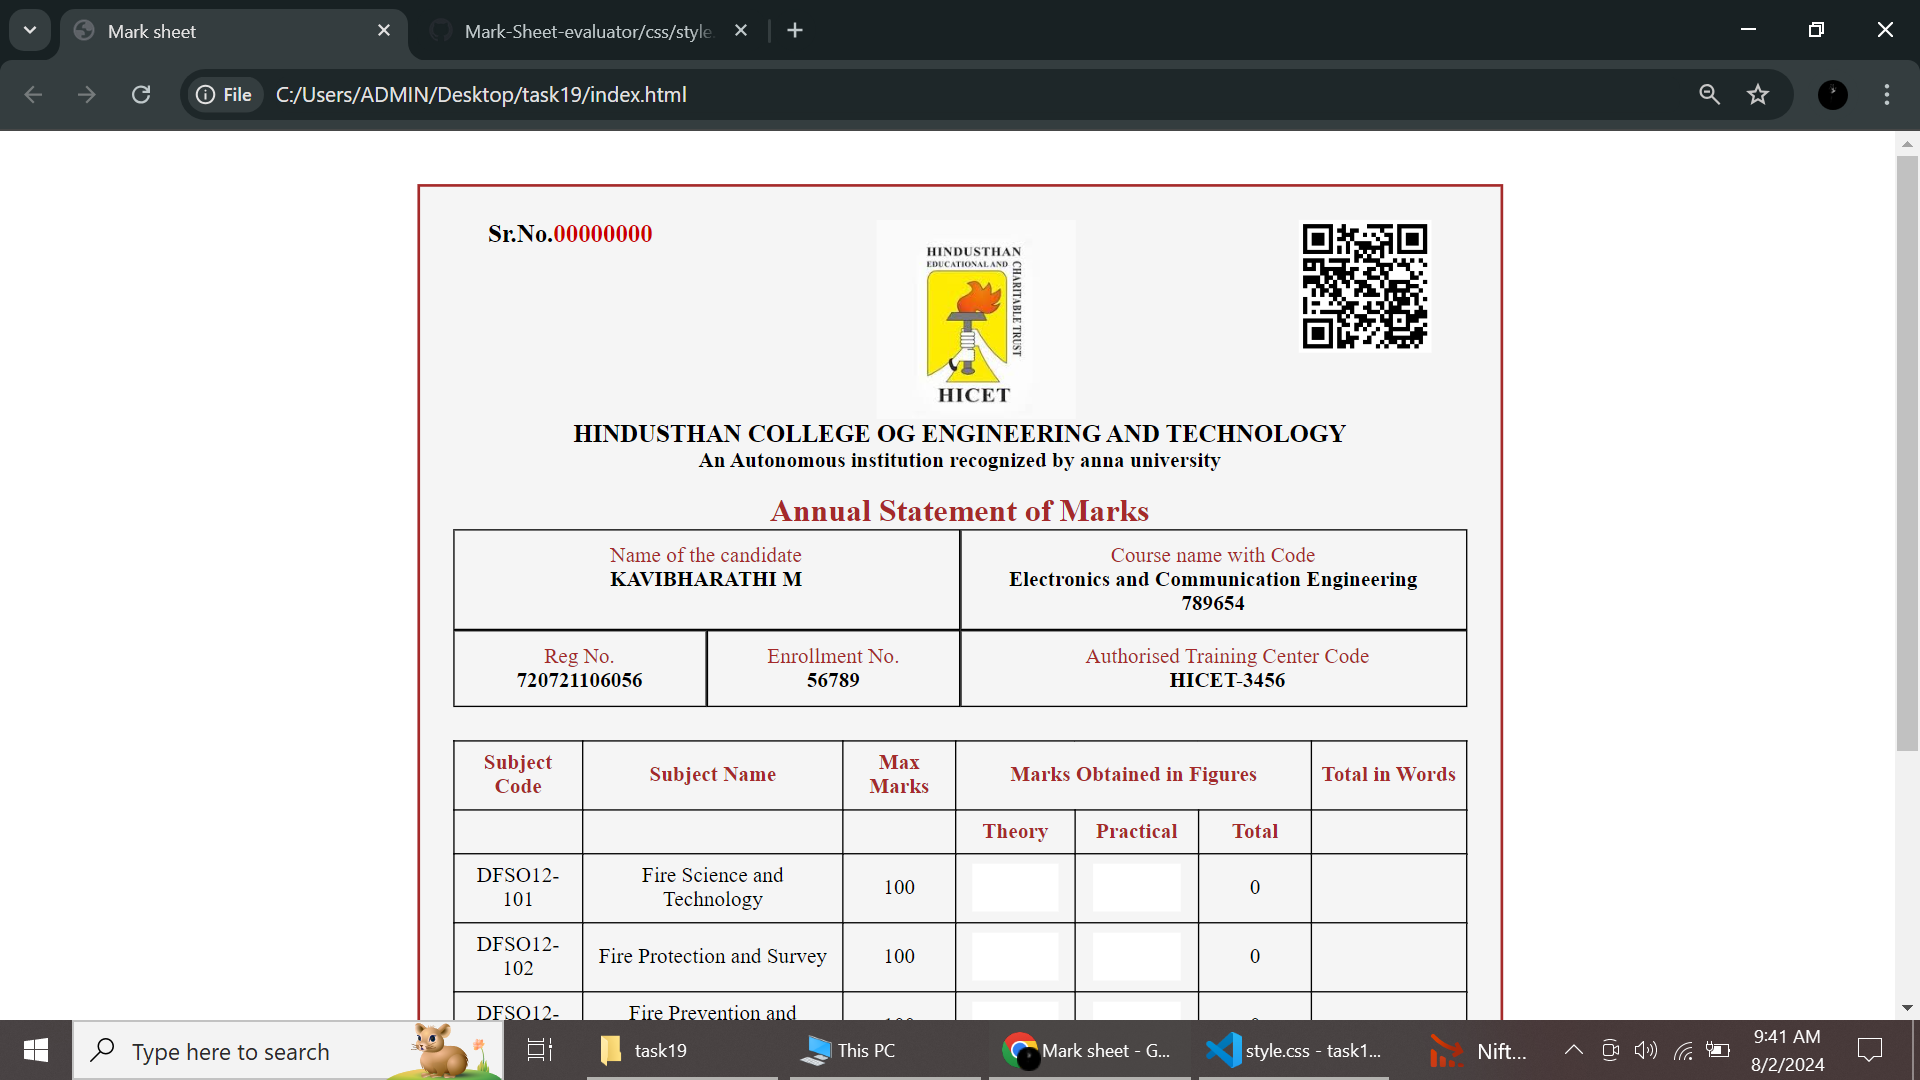 Mark sheet
Mark-Sheet-evaluator/css/style
File
C:/Users/ADMIN/Desktop/task19/index.html
Sr.No.00000000
HINDUSTHAN
EDUCATIONAL AND
CHARITABLE TRUST
HICET
HINDUSTHAN COLLEGE OG ENGINEERING AND TECHNOLOGY
An Autonomous institution recognized by anna university
Annual Statement of Marks
Name of the candidate
KAVIBHARATHI M
Course name with Code
Electronics and Communication Engineering
789654
Reg No.
720721106056
Enrollment No.
56789
Authorised Training Center Code
HICET-3456
Subject Code
Subject Name
Max Marks
Marks Obtained in Figures
Total in Words
Theory
Practical
Total
DFSO12-101
Fire Science and Technology
100
0
DFSO12-102
Fire Protection and Survey
100
0
DFSO12-
Fire Prevention and
Type here to search
task19
This PC
Mark sheet - G...
style.css - task1...
Nift...
9:41 AM
8/2/2024